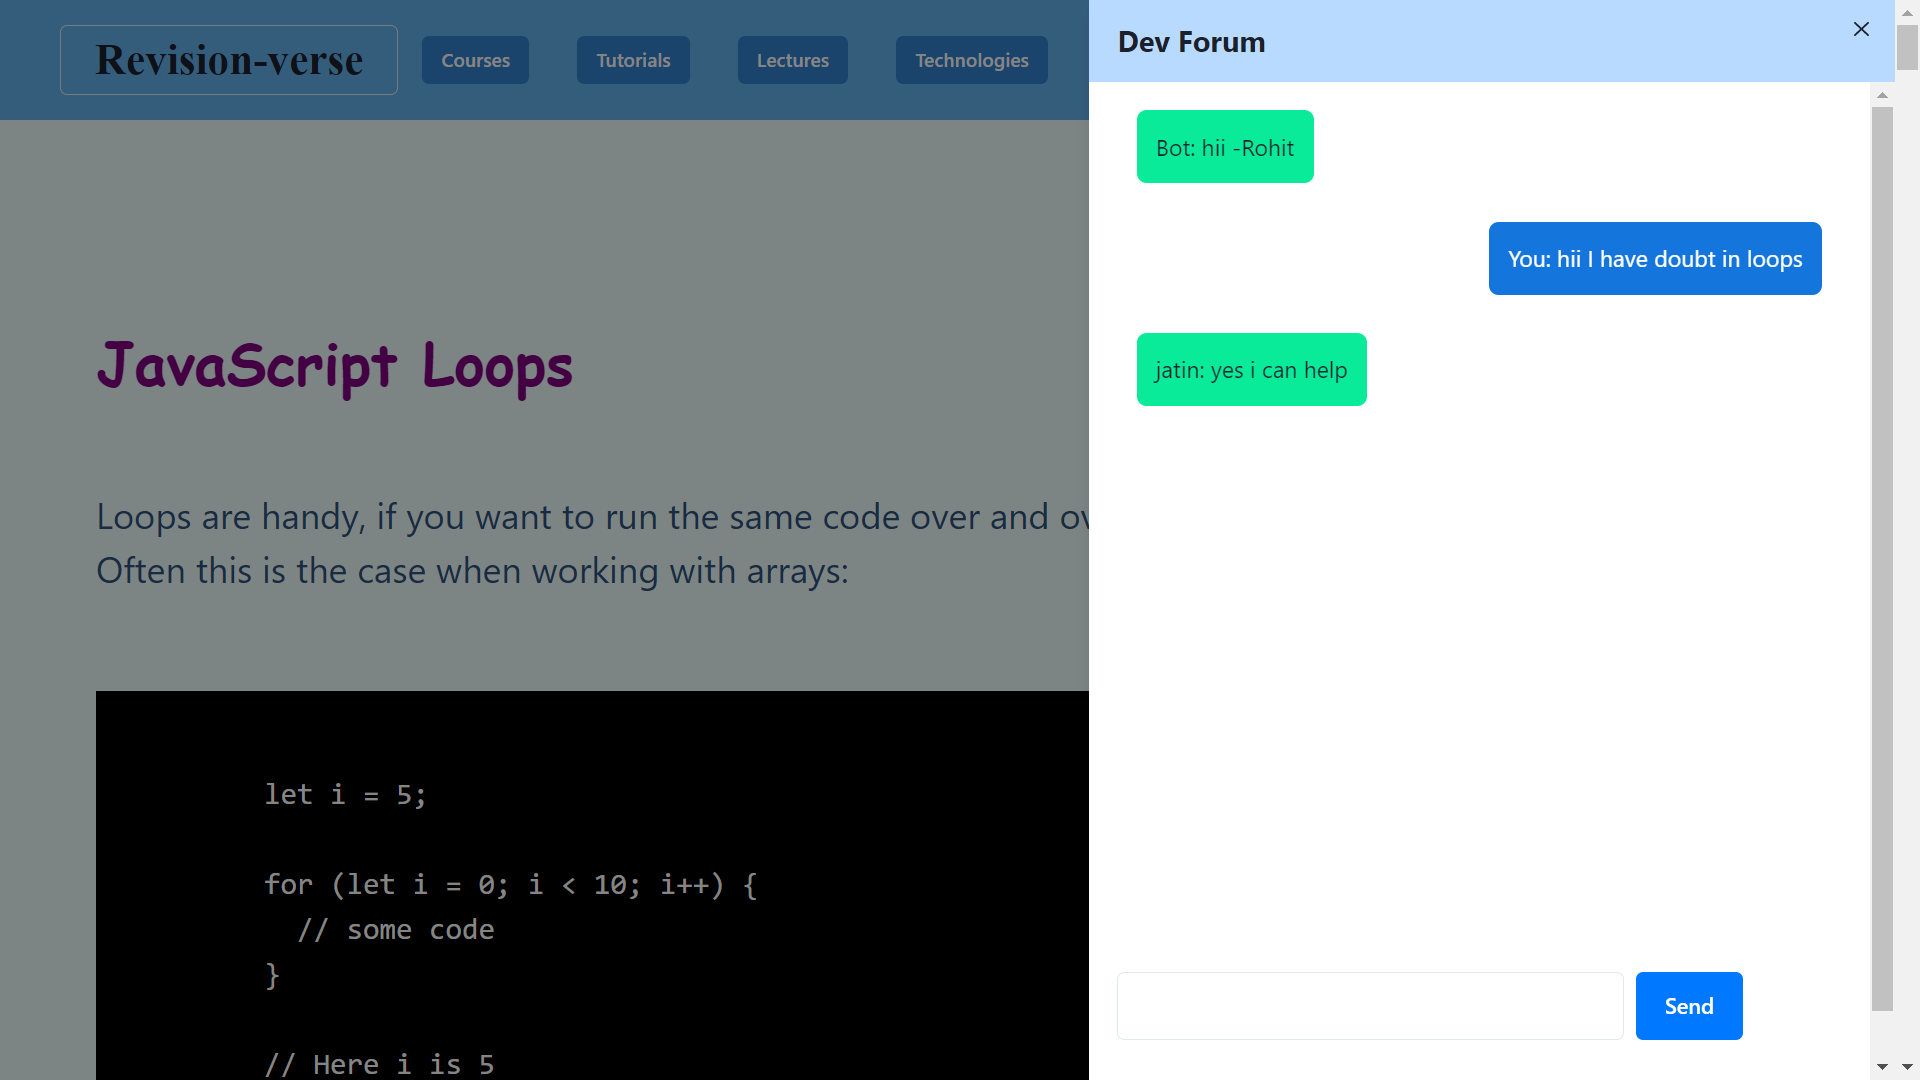 Revision-verse
Courses
Tutorials
Lectures
Technologies
JavaScript Loops
Loops are handy, if you want to run the same code over and
Often this is the case when working with arrays:
let i = 5;
for (let i = 0; i < 10; i++) {
// some code
}
// Here i is 5
Dev Forum
Bot: hii -Rohit
You: hii I have doubt in loops
jatin: yes i can help
Send